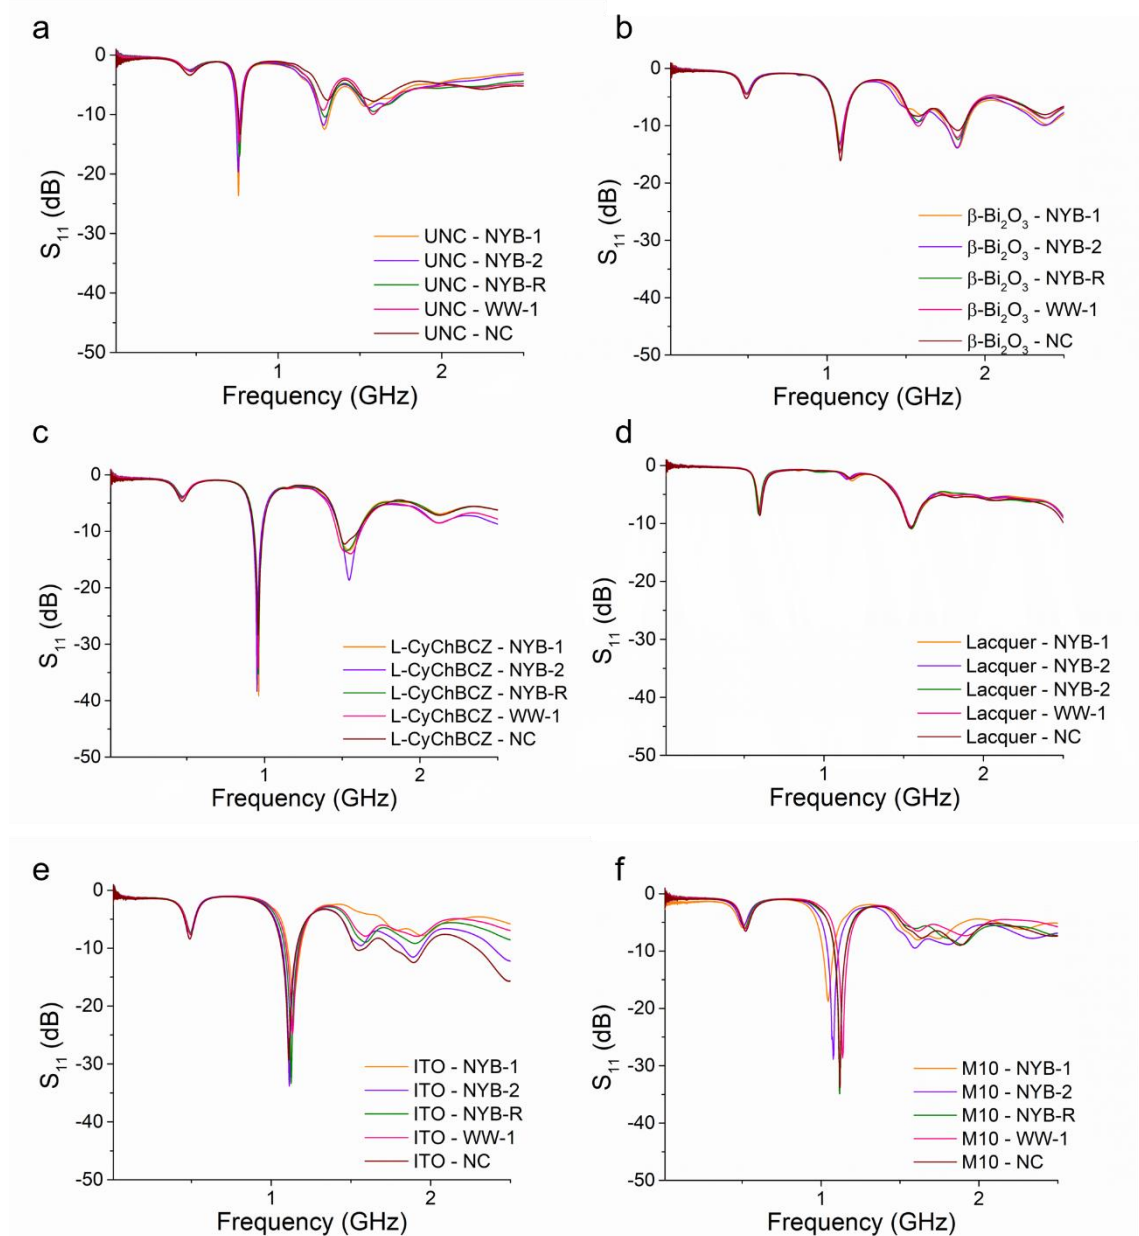 a
0
-10
-20
-30
-40
-50
S₁₁ (dB)
UNC - NYB-1
UNC - NYB-2
UNC - NYB-R
UNC - WW-1
UNC - NC
1
2
Frequency (GHz)
b
0
-10
-20
-30
-40
-50
S₁₁ (dB)
β-Bi₂O₃ - NYB-1
β-Bi₂O₃ - NYB-2
β-Bi₂O₃ - NYB-R
β-Bi₂O₃ - WW-1
β-Bi₂O₃ - NC
1
2
Frequency (GHz)
c
0
-10
-20
-30
-40
-50
S₁₁ (dB)
L-CyChBCZ - NYB-1
L-CyChBCZ - NYB-2
L-CyChBCZ - NYB-R
L-CyChBCZ - WW-1
L-CyChBCZ - NC
1
2
Frequency (GHz)
d
0
-10
-20
-30
-40
-50
S₁₁ (dB)
Lacquer - NYB-1
Lacquer - NYB-2
Lacquer - NYB-2
Lacquer - WW-1
Lacquer - NC
1
2
Frequency (GHz)
e
0
-10
-20
-30
-40
-50
S₁₁ (dB)
ITO - NYB-1
ITO - NYB-2
ITO - NYB-R
ITO - WW-1
ITO - NC
1
2
Frequency (GHz)
f
0
-10
-20
-30
-40
-50
S₁₁ (dB)
M10 - NYB-1
M10 - NYB-2
M10 - NYB-R
M10 - WW-1
M10 - NC
1
2
Frequency (GHz)